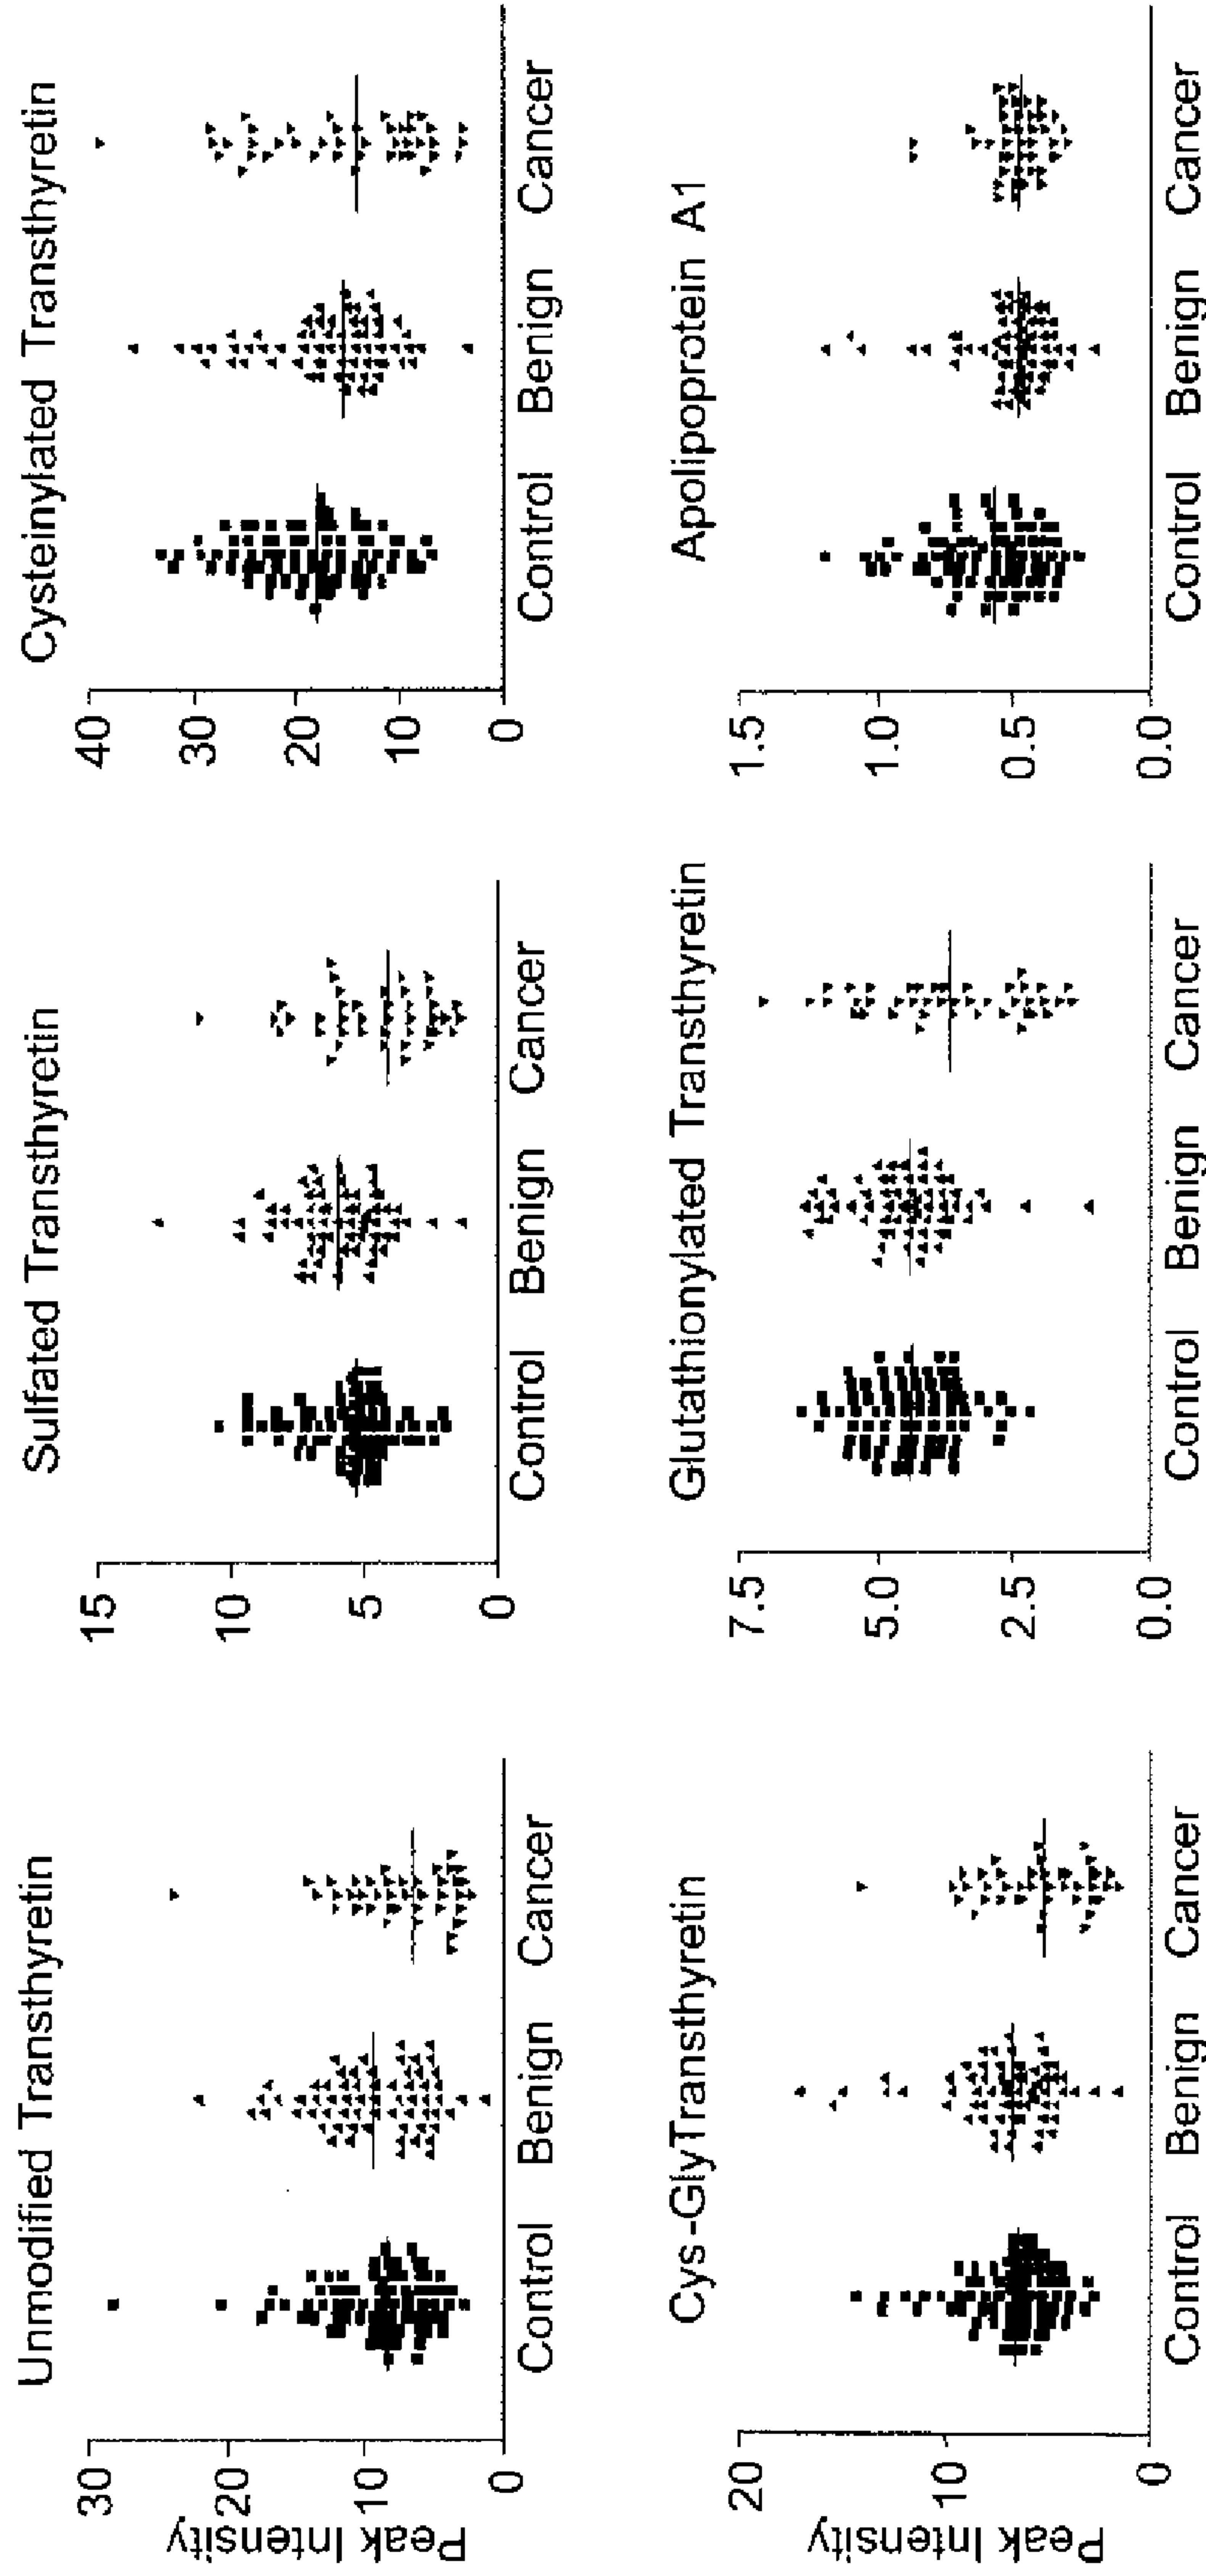 Unmodified Transthyretin
30
20
10
0
Peak Intensity
Control Benign Cancer
Sulfated Transthyretin
15
10
5
0
Control Benign Cancer
Cysteinylated Transthyretin
40
30
20
10
0
Control Benign Cancer
Cys-GlyTransthyretin
20
10
0
Peak Intensity
Control Benign Cancer
Glutathionylated Transthyretin
7.5
5.0
2.5
0.0
Control Benign Cancer
Apolipoprotein A1
1.5
1.0
0.5
0.0
Control Benign Cancer